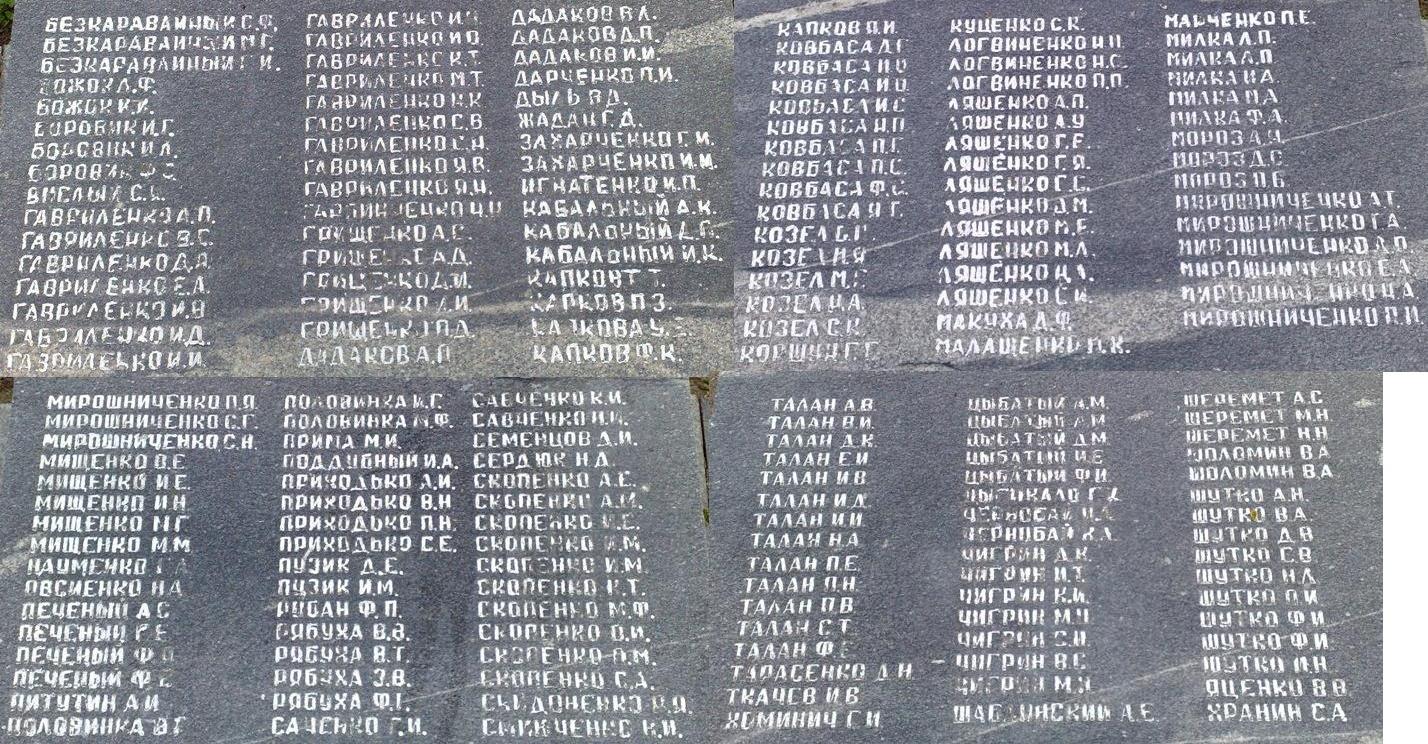 БЕЗКАРАВАЙНЫЙ С.Ф.
БЕЗКАРАВАЙНЫЙ М.Г.
БЕЗКАРАВАЙНЫЙ Г.И.
БОЖОК А.Ф.
БОЖОК К.И.
БОРОВИК И.Г.
БОРОВИК И.Л.
БОРОВИК Ф.С.
ВИСЛЫХ С.К.
ГАВРИЛЕНКО А.П.
ГАВРИЛЕНКО В.С.
ГАВРИЛЕНКО Д.Я.
ГАВРИЛЕНКО Е.Л.
ГАВРИЛЕНКО И.Я
ГАВРИЛЕНКО И.Д.
ГАВРИЛЕНКО И.И.
ГАВРИЛЕНКО
ГАВРИЛЕНКО И.О.
ГАВРИЛЕНКО К.Т.
ГАВРИЛЕНКО М.Т.
ГАВРИЛЕНКО Н.К
ГАВРИЛЕНКО С.В
ГАВРИЛЕНКО С.Н.
ГАВРИЛЕНКО Я.В.
ГАВРИЛЕНКО Я.Н.
ГРИЩЕНКО А.С.
ГРИЩЕНКО А.Д.
ГРИЩЕНКО Д.И.
ГРИЩЕНКО Д.И.
ГРИЩЕНКО П.Д.
ДАДАКОВ А.П.
ДАДАКОВ В.Л.
ДАДАКОВ Д.П.
ДАДАКОВ И.И.
ДАРЧЕНКО П.И.
ДЫЛЬ В.Д.
ЖАДАН Г.Д.
ЗАХАРЧЕНКО Г.И.
ЗАХАРЧЕНКО И.М.
ИГНАТЕНКО И.П.
КАБАЛОНЫЙ А.К.
КАБАЛОНЫЙ Д.Г.
КАБАЛОННЫЙ И.К.
КАПКОВ Т.Т.
КАПКОВ П.З.
КАПКОВА У.
КАПКОВ Ф.К.
КАПКОВ П.И.
КОВБАСА Д.Г.
КОВБАСА И.О
КОВБАСА И.О.
КОВБАСА И.С
КОВБАСА Н.П.
КОВБАСА П.Г.
КОВБАСА П.С.
КОВБАСА Ф.С.
КОВБАСА Я.Г.
КОЗЕЛ
КОЗЕЛ И.Я
КОЗЕЛ М.Г.
КОЗЕЛ Н.А.
КОЗЕЛ С.К.
КОРШУН Г.Г.
КУЦЕНКО С.К.
ЛОГВИНЕНКО И.П.
ЛОГВИНЕНКО Н.С.
ЛОГВИНЕНКО П.П.
ЛЯШЕНКО А.П.
ЛЯШЕНКО А.У
ЛЯШЕНКО Г.Е.
ЛЯШЕНКО Г.Я.
ЛЯШЕНКО Г.С.
ЛЯШЕНКО Д.М.
ЛЯШЕНКО М.Е.
ЛЯШЕНКО М.Л.
ЛЯШЕНКО Н.Л.
ЛЯШЕНКО С.И.
МАКУХА Д.Ф.
МАЛАЩЕНКО П.К.
МАРЧЕНКО П.Е.
МИЛКА Л.П.
МИЛКА Л.П
МИЛКА И.А.
МИЛКА П.А
МИЛКА Ф.А.
МОРОЗ А.Я.
МОРОЗ Д.С.
МОРОЗ П.Б.
МИРОШНИЧЕНКО А.Г.
МИРОШНИЧЕНКО Г.А.
МИРОШНИЧЕНКО Д.П.
МИРОШНИЧЕНКО Е.А.
МИРОШНИЧЕНКО Н.А
МИРОШНИЧЕНКО П.И.
МИРОШНИЧЕНКО П.Я.
МИРОШНИЧЕНКО С.Г.
МИРОШНИЧЕНКО С.Н.
МИЩЕНКО В.Е
МИЩЕНКО И.Е.
МИЩЕНКО И.Н
МИЩЕНКО М.Г.
МИЩЕНКО М.М
НАУМЕНКО
ОВСИЕНКО Н.А
ПЕЧЕНЫЙ А.С
ПЕЧЕНЫЙ Г.Е
ПЕЧЕНЫЙ Ф.О
ПЕЧЕНЫЙ Ф.Е
ПЯТУТИН А.И
ПОЛОВИНКА В.Г
ПОЛОВИНКА И.Г
ПОЛОВИНКА М.Ф.
ПРИМА М.И.
ПОДДУБНЫЙ И.А.
ПРИХОДЬКО А.И.
ПРИХОДЬКО В.Н
ПРИХОДЬКО П.Н.
ПРИХОДЬКО С.Е.
ПУЗИК Д.Е.
ПУЗИК И.М.
РУБАН Ф.П.
РЯБУХА В.В.
РЯБУХА В.Т.
РЯБУХА З.В.
РЯБУХА Ф.Г.
САЧЕНКО Г.И.
САВЧЕНКО К.И.
САВЧЕНКО Н.Н.
СЕМЕНЦОВ Д.И.
СЕРДЮК Н.Д.
СКОПЕНКО А.Е.
СКОПЕНКО А.И.
СКОПЕНКО И.Е.
СКОПЕНКО И.М.
СКОПЕНКО И.М
СКОПЕНКО К.Т.
СКОПЕНКО М.Ф.
СКОПЕНКО О.И.
СКОПЕНКО П.М.
СКОПЕНКО С.А.
ТАЛАН А.В.
ТАЛАН В.И.
ТАЛАН Д.К.
ТАЛАН Е.И
ТАЛАН И.В
ТАЛАН И.Д.
ТАЛАН И.И.
ТАЛАН Н.А
ТАЛАН П.Е.
ТАЛАН П.Н.
ТАЛАН П.В
ТАЛАН С.Т.
ТАЛАН Ф.Е
ТАРАСЕНКО Д.Н
ТКАЧЕВ И.В
ХОМИНИЧ Г.И
ЦЫБАТЫЙ А.М.
ЦЫБАТЫЙ А.М
ЦЫБАТЫЙ Д.М.
ЦЫБАТЫЙ И.Е
ЦЫБАТЫЙ Ф.И.
ЧЕРНОБАЙ
ЧЕРНОБАЙ
ЧИГРИН Д.К.
ЧИГРИН И.Т.
ЧИГРИН К.И.
ЧИГРИН М.Ч
ЧИГРИН С.И.
ЧИГРИН В.С.
ЧИГРИН М.И.
ШАБЛИНСКИЙ А.Е.
ШЕРЕМЕТ А.С
ШЕРЕМЕТ М.Н
ШЕРЕМЕТ Н.Н
ШОЛОМИН В.А
ШОЛОМИН В.А
ШУТКО А.Н.
ШУТКО В.А.
ШУТКО Д.В
ШУТКО С.В
ШУТКО Н.Д.
ШУТКО О.И
ШУТКО Ф.И
ШУТКО Ф.И.
ШУТКО И.Н.
ЯЦЕНКО В.В.
ХРАНИН С.А